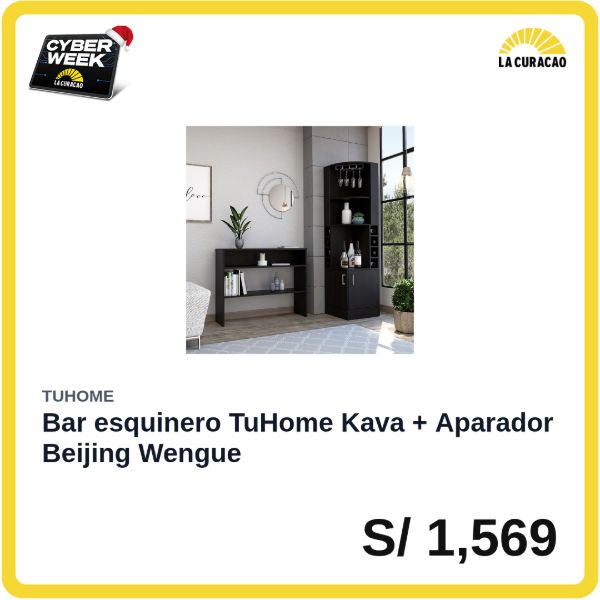 CYBER
WEEK
LA CURACAO
LA CURACAO
TUHOME
Bar esquinero TuHome Kava + Aparador
Beijing Wengue
S/ 1,569